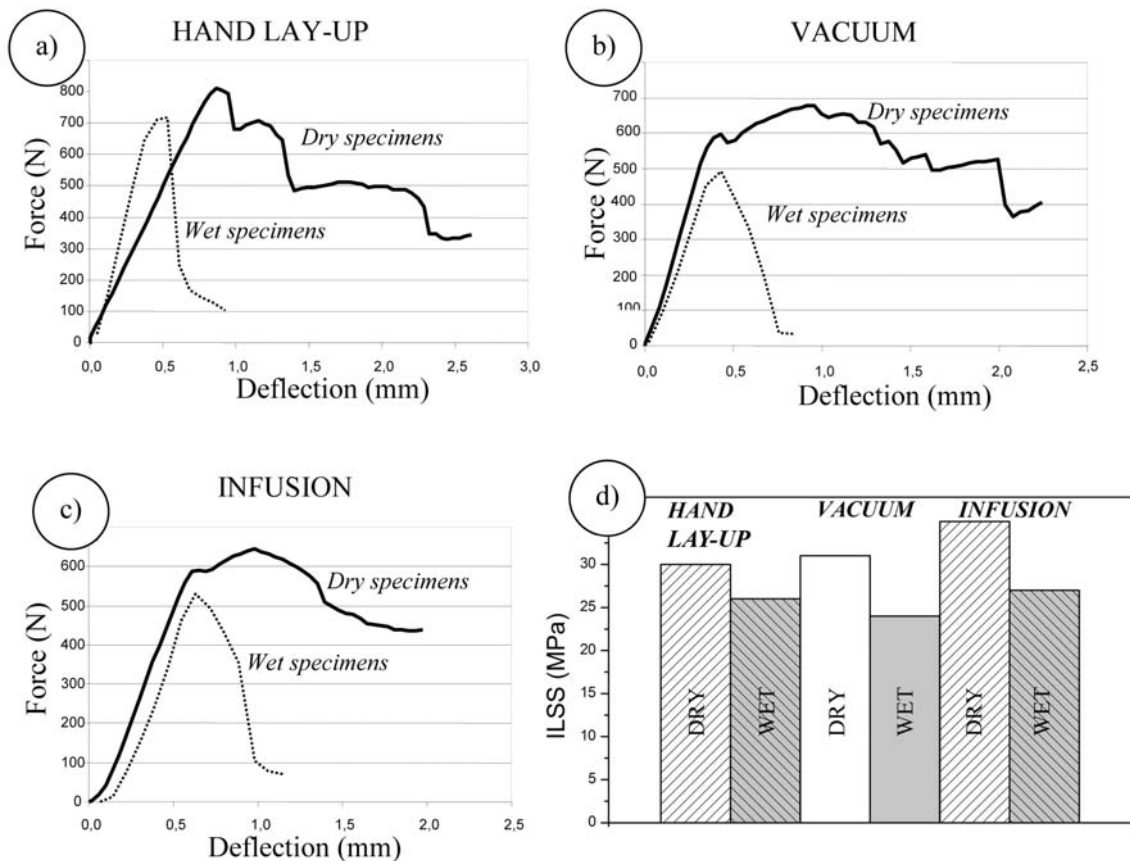 a)
HAND LAY-UP
Force (N)
800
700
600
500
400
300
200
100
0
Dry specimens
Wet specimens
0,0 0,5 1,0 1,5 2,0 2,5 3,0
Deflection (mm)
b)
VACUUM
Force (N)
700
600
500
400
300
200
100
0
Dry specimens
Wet specimens
0,0 0,5 1,0 1,5 2,0 2,5
Deflection (mm)
c)
INFUSION
Force (N)
600
500
400
300
200
100
0
Dry specimens
Wet specimens
0,0 0,5 1,0 1,5 2,0 2,5
Deflection (mm)
d)
HAND
LAY-UP
VACUUM
INFUSION
ILSS (MPa)
30
25
20
15
10
5
0
DRY
WET
DRY
WET
DRY
WET